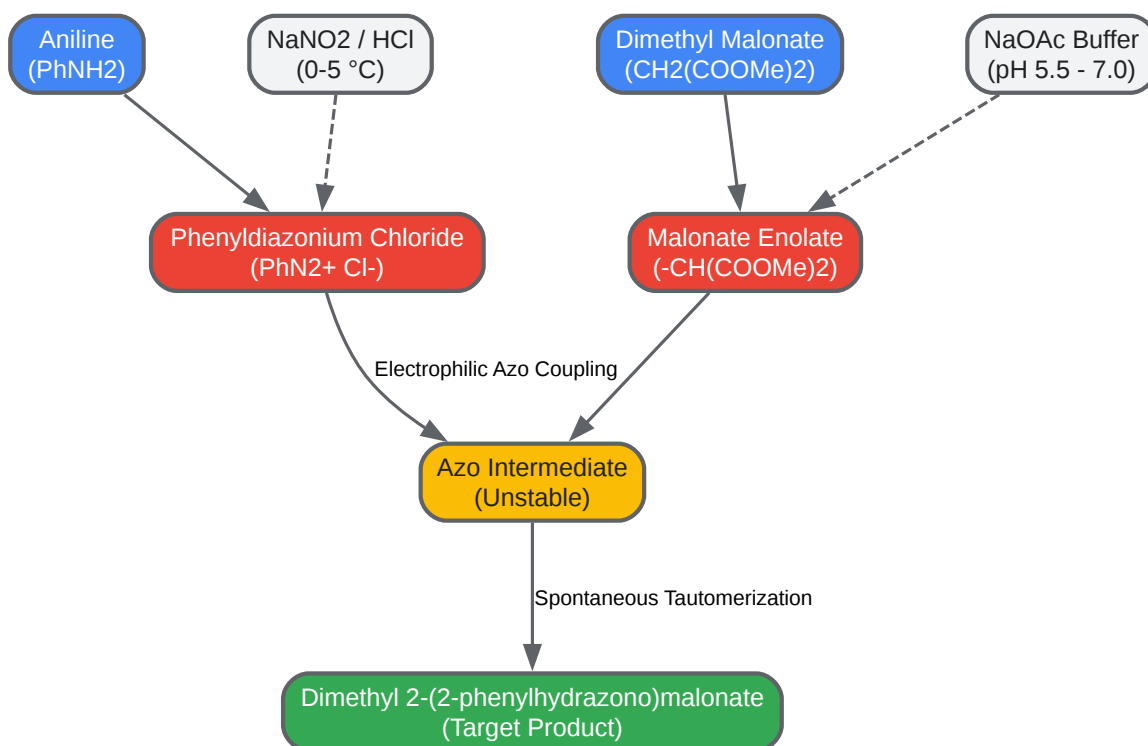 Aniline
(PhNH2)
NaNO2 / HCl
(0-5 °C)
Dimethyl Malonate
(CH2(COOMe)2)
NaOAc Buffer
(pH 5.5 - 7.0)
Phenyldiazonium Chloride
(PhN2+ Cl-)
Malonate Enolate
(-CH(COOMe)2)
Electrophilic Azo Coupling
Azo Intermediate
(Unstable)
Spontaneous Tautomerization
Dimethyl 2-(2-phenylhydrazono)malonate
(Target Product)